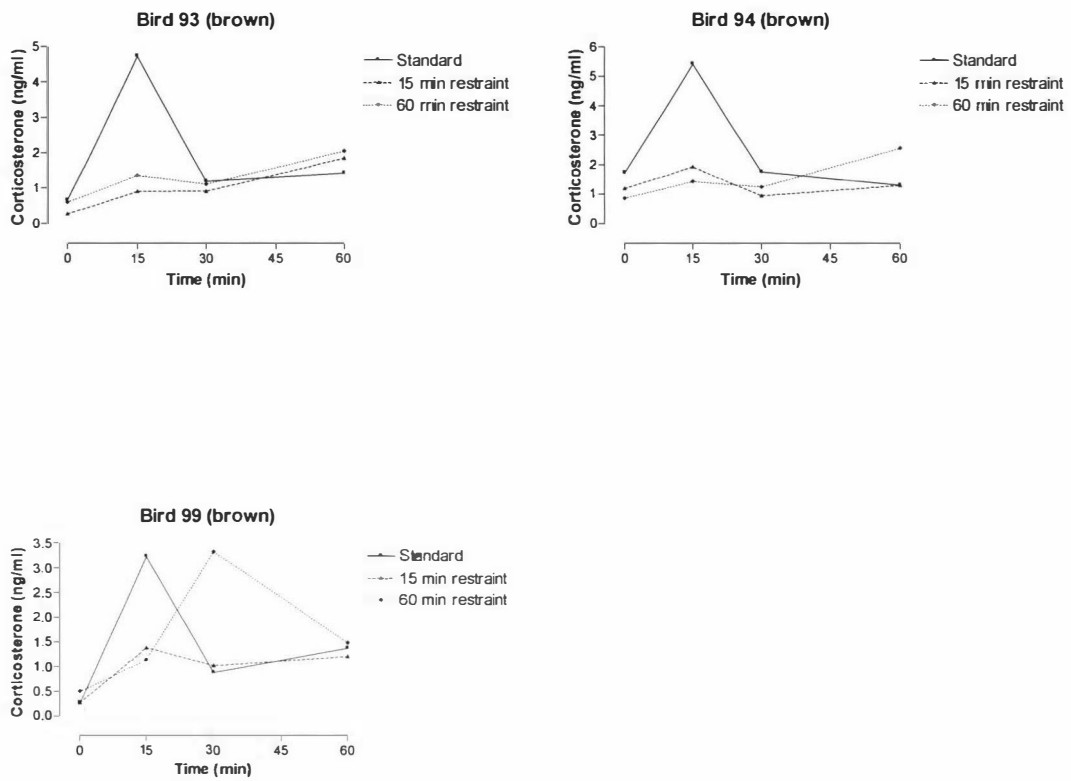 Bird 93 (brown)
Corticosterone (ng/ml)
5
4
3
2
1
0
0 15 30 45 60
Time (min)
Standard
15 min restraint
60 min restraint
Bird 94 (brown)
Corticosterone (ng/ml)
6
5
4
3
2
1
0
0 15 30 45 60
Time (min)
Standard
15 min restraint
60 min restraint
Bird 99 (brown)
Corticosterone (ng/ml)
3.5
3.0
2.5
2.0
1.5
1.0
0.5
0.0
0 15 30 45 60
Time (min)
Standard
15 min restraint
60 min restraint